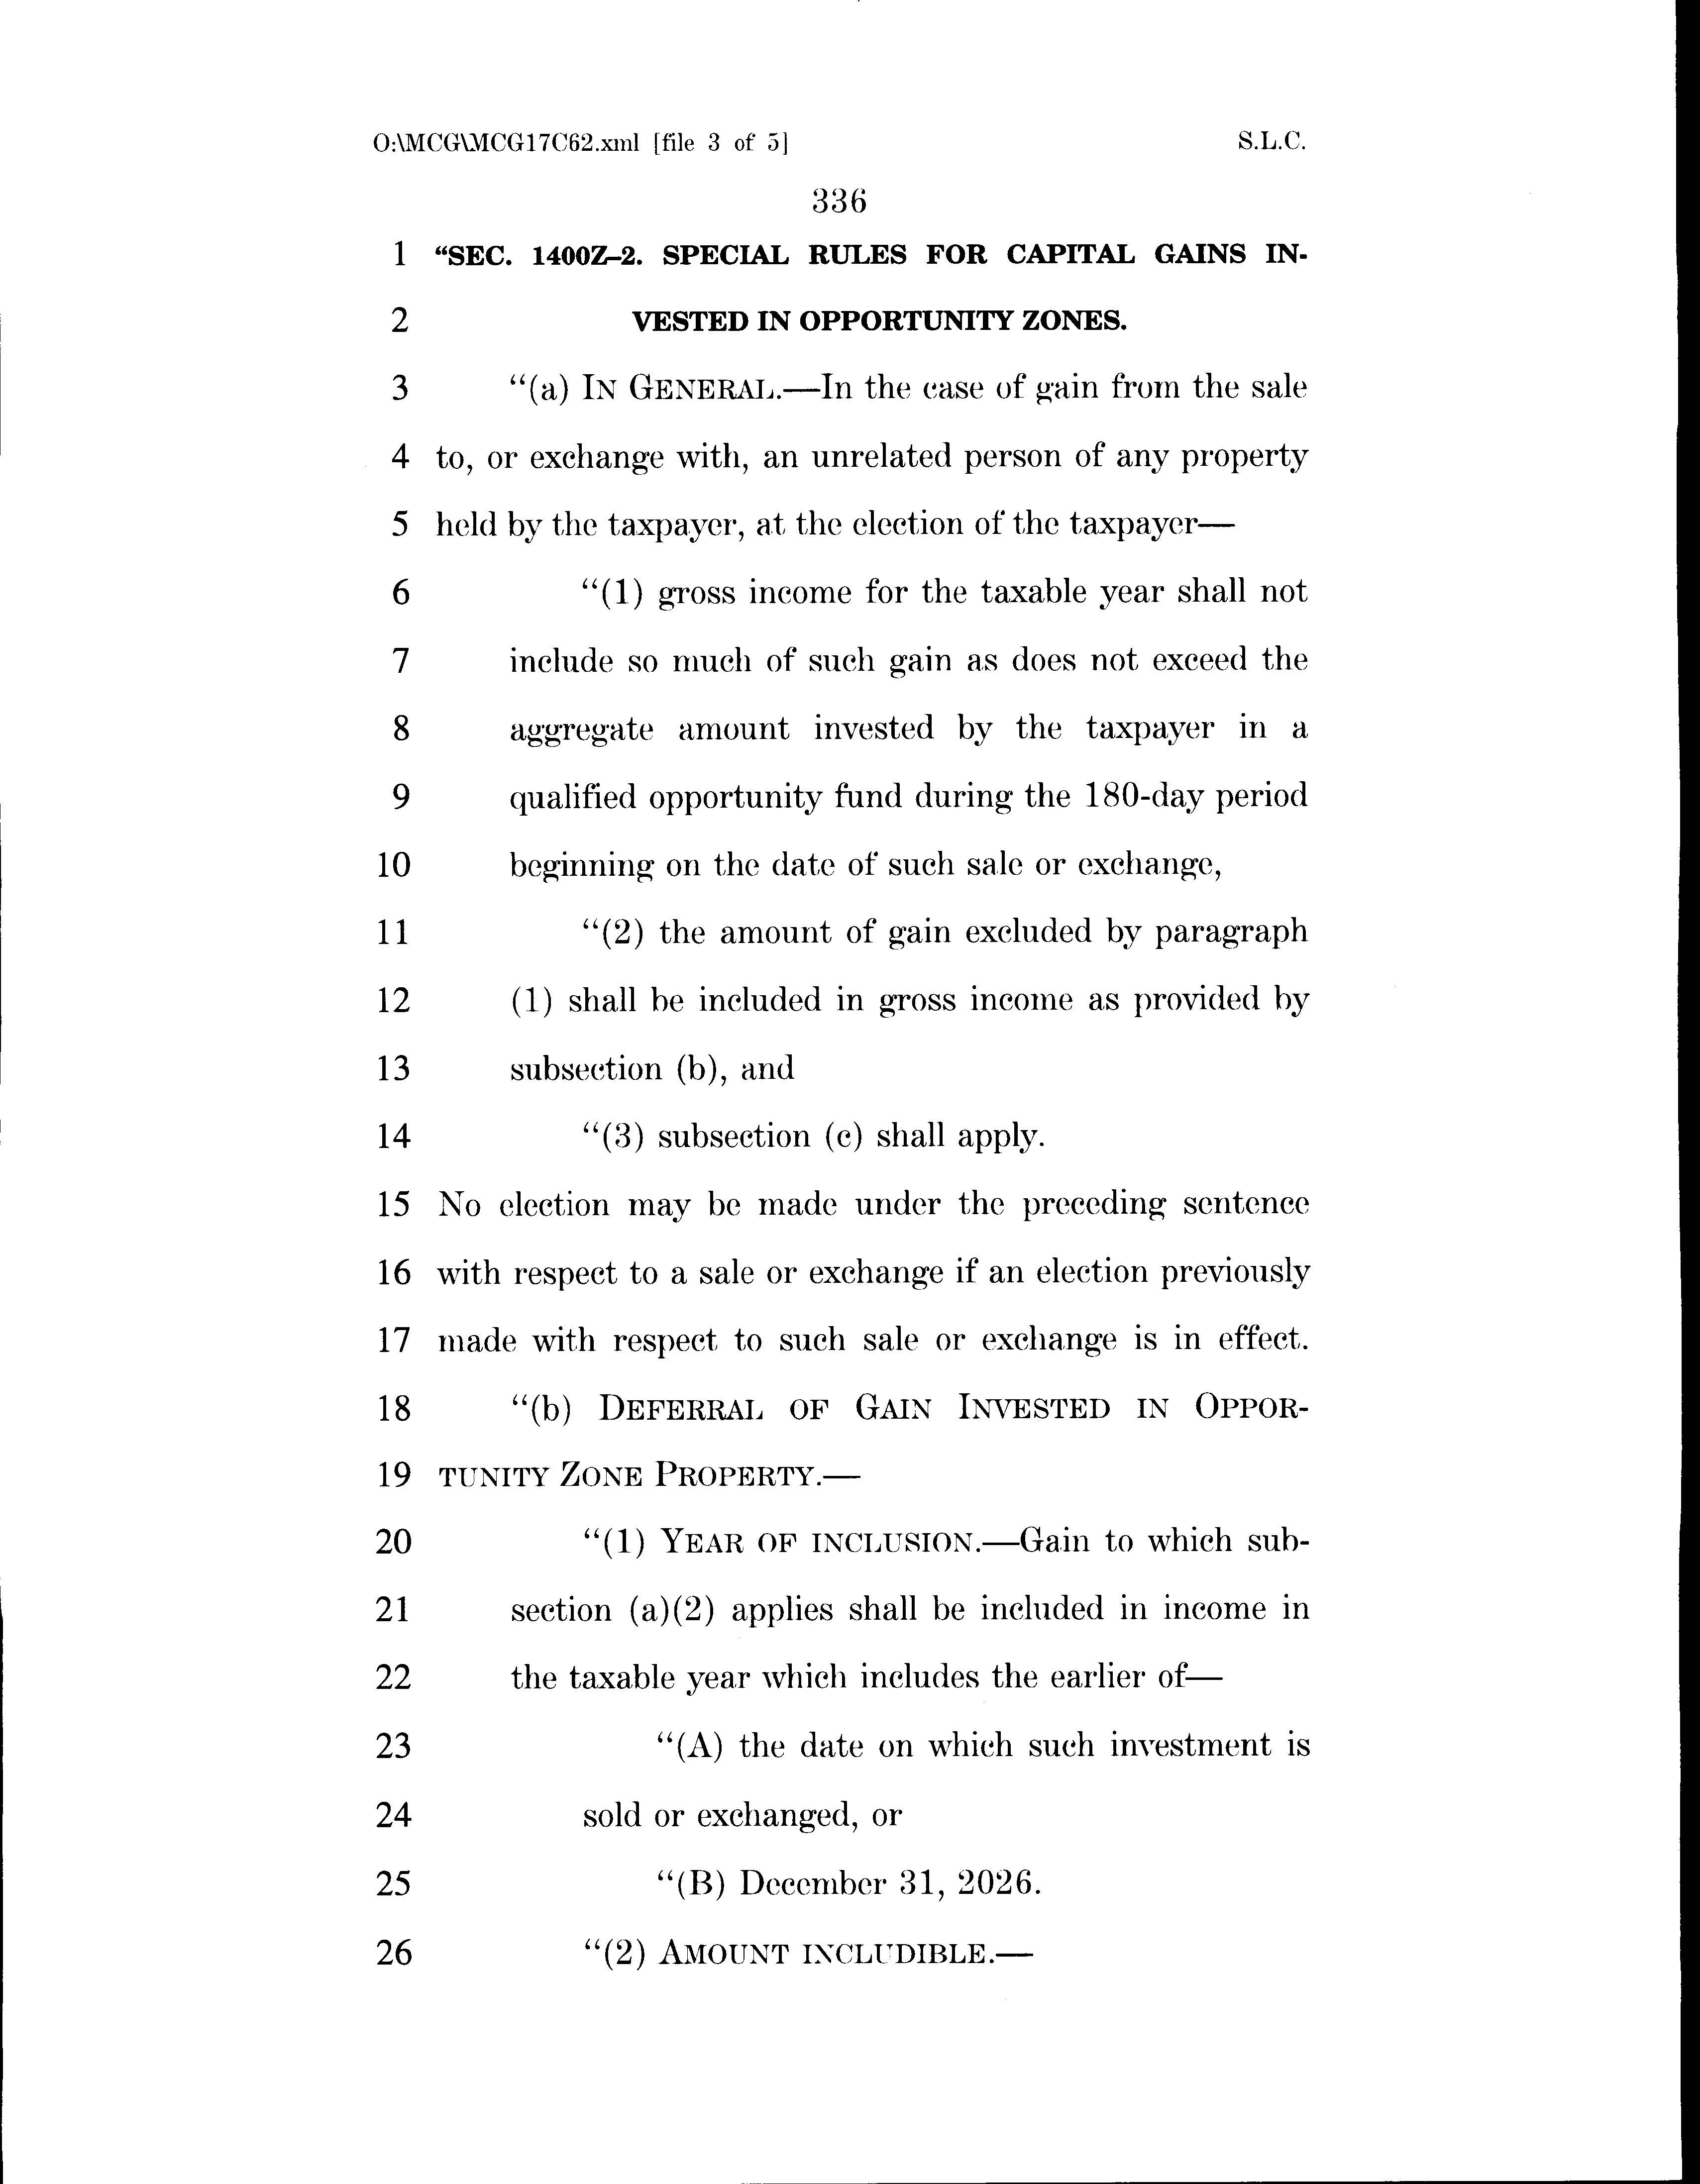 O:\MCG\MCG17C62.xml [file 3 of 5] S.L.C.
336
1 “SEC. 1400Z–2. SPECIAL RULES FOR CAPITAL GAINS IN-
2 VESTED IN OPPORTUNITY ZONES.
3 “(a) IN GENERAL.—In the case of gain from the sale
4 to, or exchange with, an unrelated person of any property
5 held by the taxpayer, at the election of the taxpayer—
6 “(1) gross income for the taxable year shall not
7 include so much of such gain as does not exceed the
8 aggregate amount invested by the taxpayer in a
9 qualified opportunity fund during the 180-day period
10 beginning on the date of such sale or exchange,
11 “(2) the amount of gain excluded by paragraph
12 (1) shall be included in gross income as provided by
13 subsection (b), and
14 “(3) subsection (c) shall apply.
15 No election may be made under the preceding sentence
16 with respect to a sale or exchange if an election previously
17 made with respect to such sale or exchange is in effect.
18 “(b) DEFERRAL OF GAIN INVESTED IN OPPOR-
19 TUNITY ZONE PROPERTY.—
20 “(1) YEAR OF INCLUSION.—Gain to which sub-
21 section (a)(2) applies shall be included in income in
22 the taxable year which includes the earlier of—
23 “(A) the date on which such investment is
24 sold or exchanged, or
25 “(B) December 31, 2026.
26 “(2) AMOUNT INCLUDIBLE.—